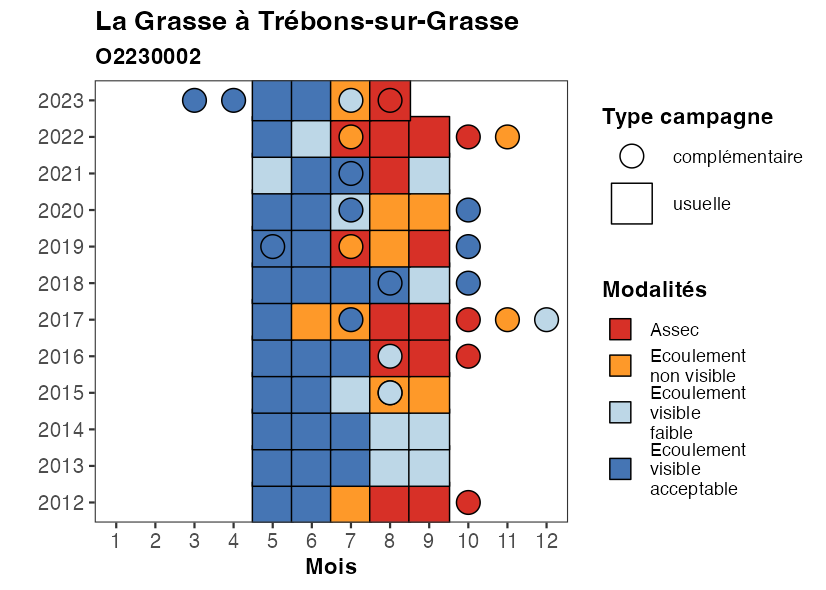 La Grasse à Trébons-sur-Grasse
O2230002
2023
2022
2021
2020
2019
2018
2017
2016
2015
2014
2013
2012
1 2 3 4 5 6 7 8 9 10 11 12
Mois
Type campagne
complémentaire
usuelle
Modalités
Assec
Ecoulement
non visible
Ecoulement
visible
faible
Ecoulement
visible
acceptable